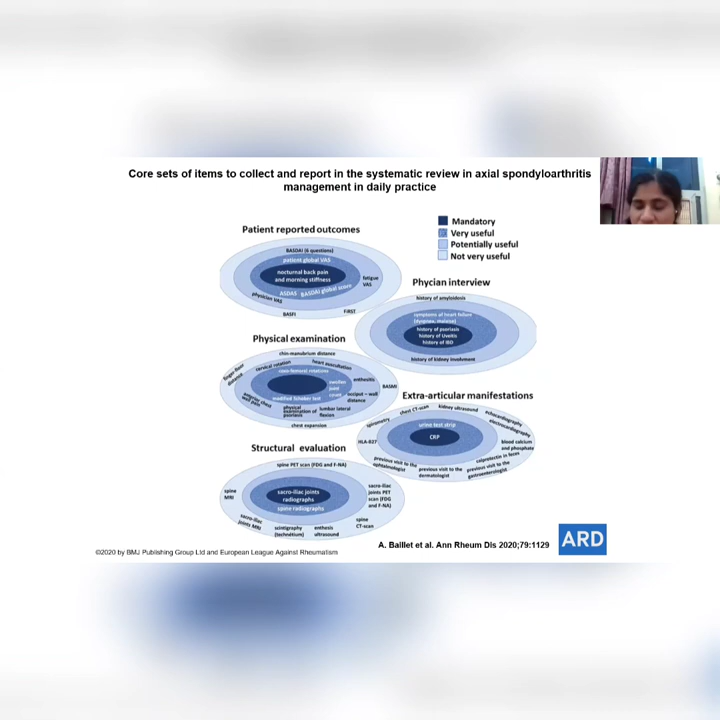 Core sets of items to collect and report in the systematic review in axial spondyloarthritis
management in daily practice
Mandatory
Very useful
Potentially useful
Not very useful
Patient reported outcomes
BASDAI (6 questions)
patient global VAS
nocturnal back pain
and morning stiffness
fatigue
VAS
ASDAS BASDAI global score
physician VAS
BASFI
FIRST
Phycian interview
history of amyloidosis
symptoms of heart failure
(dyspnea, malaise)
history of psoriasis
history of Uveitis
history of IBD
history of kidney involvement
Physical examination
chin-manubrium distance
cervical rotation
heart auscultation
finger-floor
distance
coxo-femoral rotations
enthesitis
swollen
joint
count
BASMI
occiput - wall
distance
modified Schober test
anterior chest
wall pain
physical
examination of
psoriasis
lumbar lateral
flexion
chest expansion
Extra-articular manifestations
spirometry
chest CT-scan
kidney ultrasound
echocardiography
electrocardiography
urine test strip
CRP
HLA-B27
blood calcium
and phosphate
previous visit to the
ophtalmologist
previous visit to the
dermatologist
previous visit to the
gastroenterologist
calprotectin in feces
Structural evaluation
spine PET scan (FDG and F-NA)
spine
MRI
sacro-iliac joints
radiographs
spine radiographs
sacro-iliac
joints PET
scan (FDG
and F-NA)
sacro-iliac
joints MRI
scintigraphy
(technetium)
enthesis
ultrasound
spine
CT-scan
A. Baillet et al. Ann Rheum Dis 2020;79:1129
ARD
©2020 by BMJ Publishing Group Ltd and European League Against Rheumatism